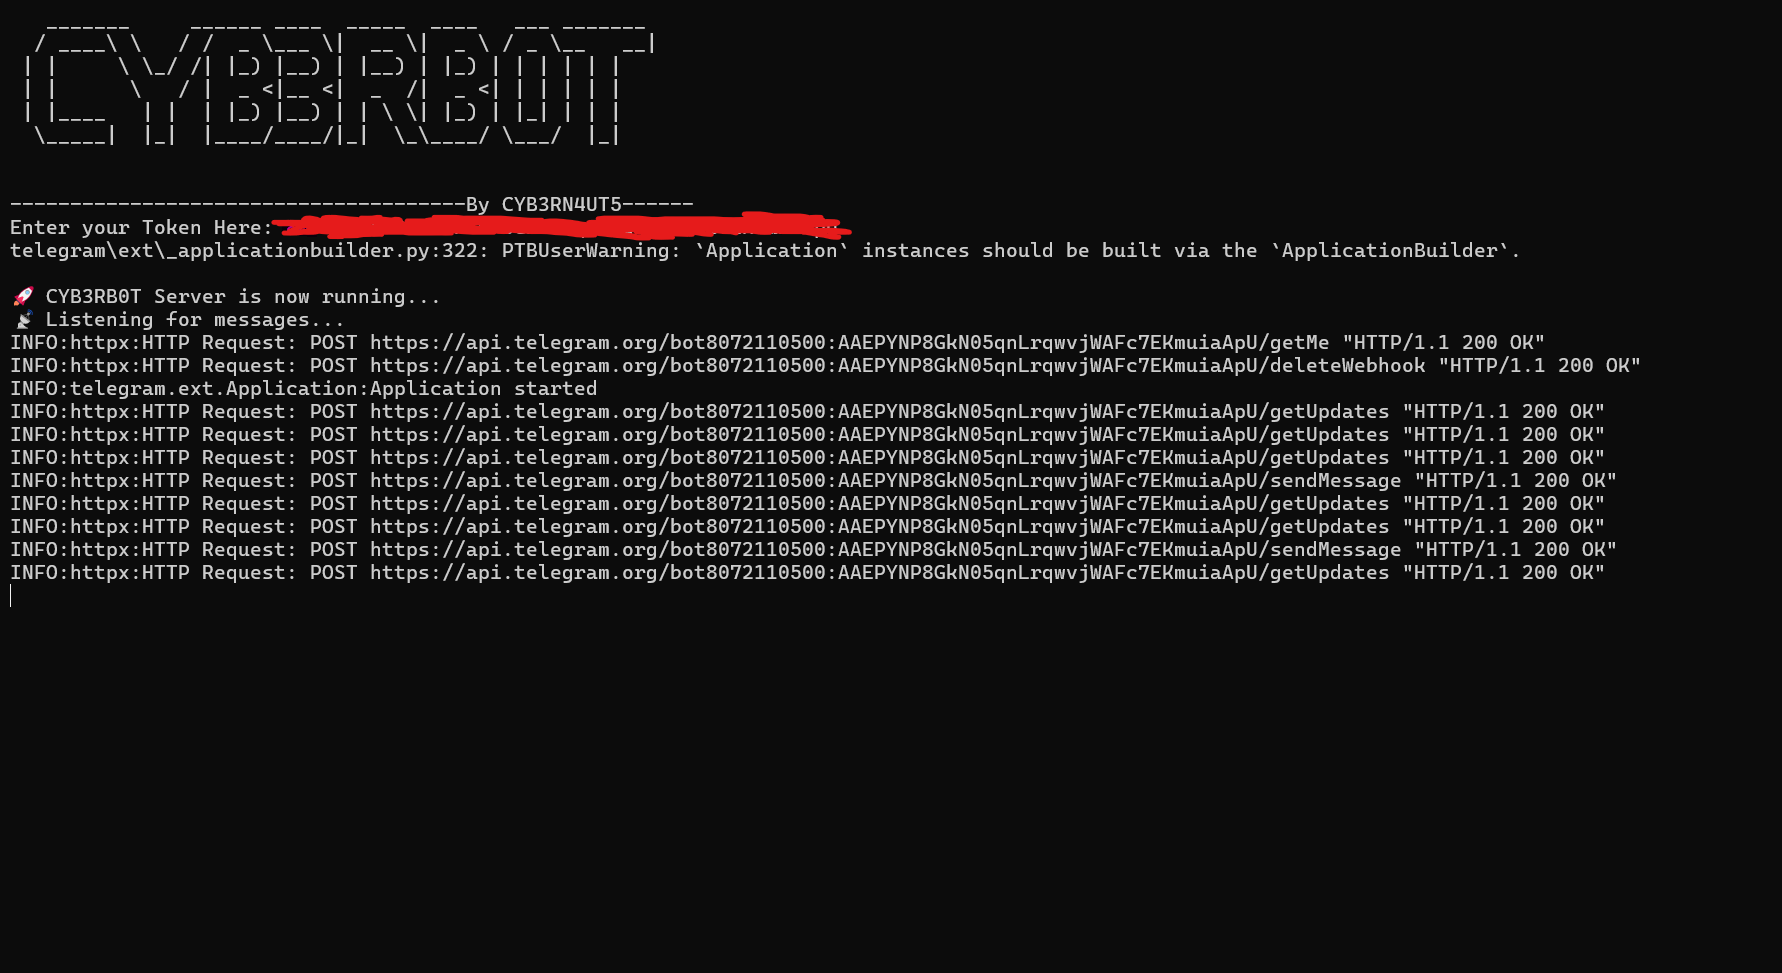 CYB3RB0T
--------------------------------------By CYB3RN4UT5------
Enter your Token Here:
telegram\ext\_applicationbuilder.py:322: PTBUserWarning: `Application` instances should be built via the `ApplicationBuilder`.
🚀 CYB3RB0T Server is now running...
📡 Listening for messages...
INFO:httpx:HTTP Request: POST https://api.telegram.org/bot8072110500:AAEPYNP8GkN05qnLrqwvjWAFc7EKmuiaApU/getMe "HTTP/1.1 200 OK"
INFO:httpx:HTTP Request: POST https://api.telegram.org/bot8072110500:AAEPYNP8GkN05qnLrqwvjWAFc7EKmuiaApU/deleteWebhook "HTTP/1.1 200 OK"
INFO:telegram.ext.Application:Application started
INFO:httpx:HTTP Request: POST https://api.telegram.org/bot8072110500:AAEPYNP8GkN05qnLrqwvjWAFc7EKmuiaApU/getUpdates "HTTP/1.1 200 OK"
INFO:httpx:HTTP Request: POST https://api.telegram.org/bot8072110500:AAEPYNP8GkN05qnLrqwvjWAFc7EKmuiaApU/getUpdates "HTTP/1.1 200 OK"
INFO:httpx:HTTP Request: POST https://api.telegram.org/bot8072110500:AAEPYNP8GkN05qnLrqwvjWAFc7EKmuiaApU/getUpdates "HTTP/1.1 200 OK"
INFO:httpx:HTTP Request: POST https://api.telegram.org/bot8072110500:AAEPYNP8GkN05qnLrqwvjWAFc7EKmuiaApU/sendMessage "HTTP/1.1 200 OK"
INFO:httpx:HTTP Request: POST https://api.telegram.org/bot8072110500:AAEPYNP8GkN05qnLrqwvjWAFc7EKmuiaApU/getUpdates "HTTP/1.1 200 OK"
INFO:httpx:HTTP Request: POST https://api.telegram.org/bot8072110500:AAEPYNP8GkN05qnLrqwvjWAFc7EKmuiaApU/getUpdates "HTTP/1.1 200 OK"
INFO:httpx:HTTP Request: POST https://api.telegram.org/bot8072110500:AAEPYNP8GkN05qnLrqwvjWAFc7EKmuiaApU/sendMessage "HTTP/1.1 200 OK"
INFO:httpx:HTTP Request: POST https://api.telegram.org/bot8072110500:AAEPYNP8GkN05qnLrqwvjWAFc7EKmuiaApU/getUpdates "HTTP/1.1 200 OK"